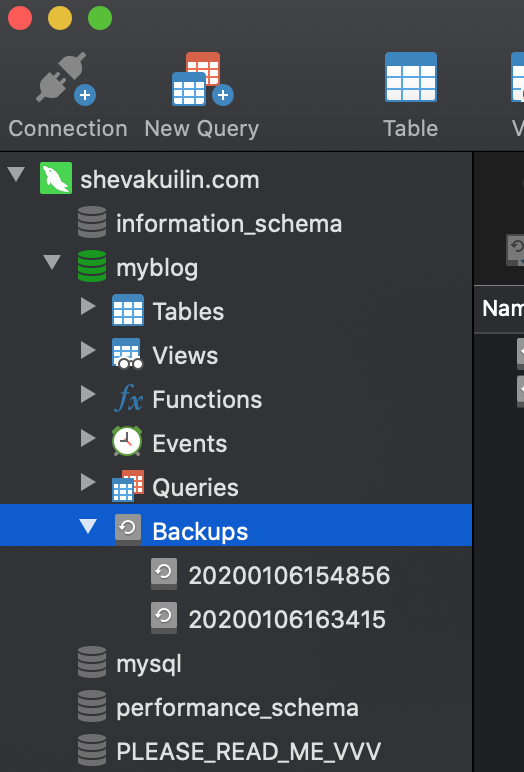 Connection New Query Table V
shevakuilin.com
information_schema
myblog
Nam
Tables
Views
fx Functions
Events
Queries
Backups
20200106154856
20200106163415
mysql
performance_schema
PLEASE_READ_ME_VVV